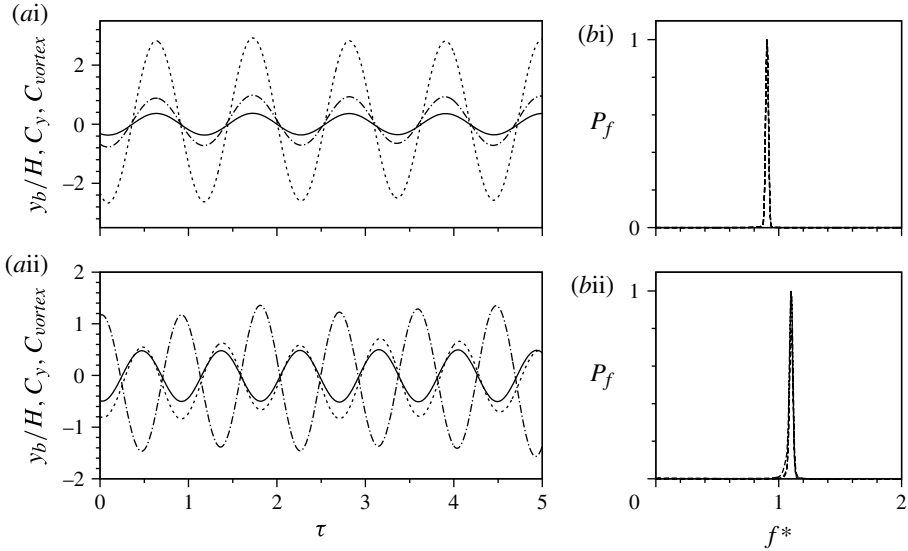 (ai)
y_b/H, C_y, C_vortex
2
0
−2
(bi)
P_f
1
0
(aii)
y_b/H, C_y, C_vortex
2
1
0
−1
−2
0 1 2 3 4 5
τ
(bii)
P_f
1
0 1 2
f*